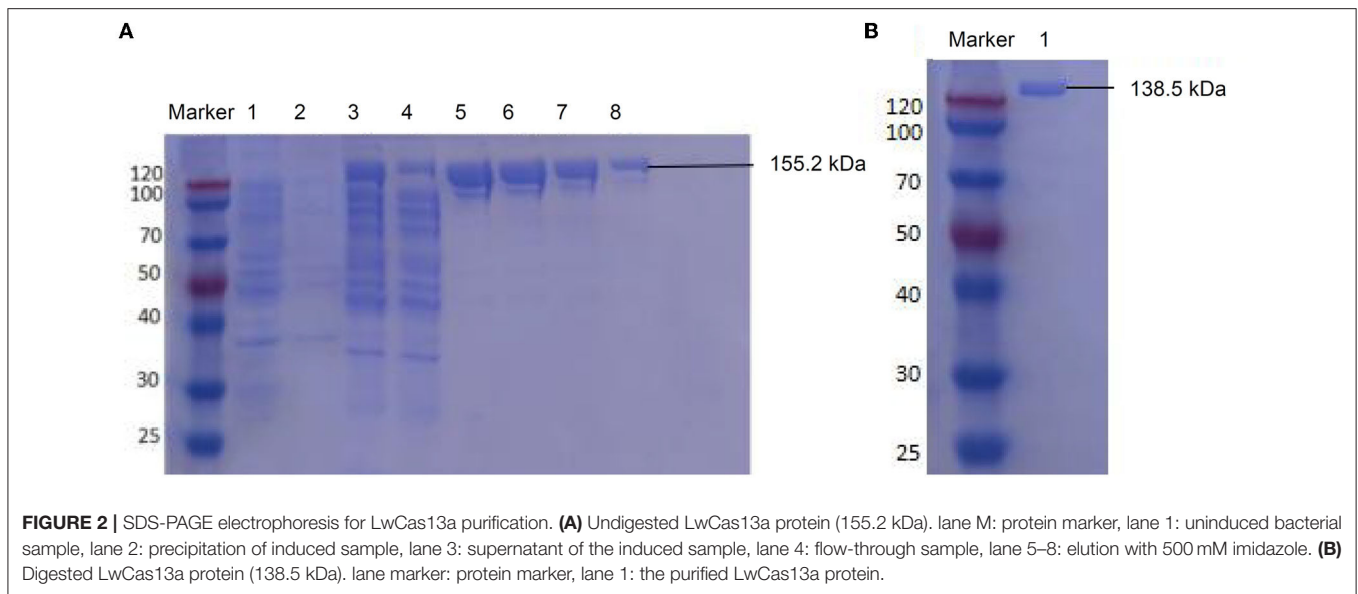 A
Marker 1 2 3 4 5 6 7 8
120
100
70
50
40
30
25
155.2 kDa
B
Marker 1
120
100
70
50
40
30
25
138.5 kDa
FIGURE 2 | SDS-PAGE electrophoresis for LwCas13a purification. (A) Undigested LwCas13a protein (155.2 kDa). lane M: protein marker, lane 1: uninduced bacterial
sample, lane 2: precipitation of induced sample, lane 3: supernatant of the induced sample, lane 4: flow-through sample, lane 5–8: elution with 500 mM imidazole. (B)
Digested LwCas13a protein (138.5 kDa). lane marker: protein marker, lane 1: the purified LwCas13a protein.